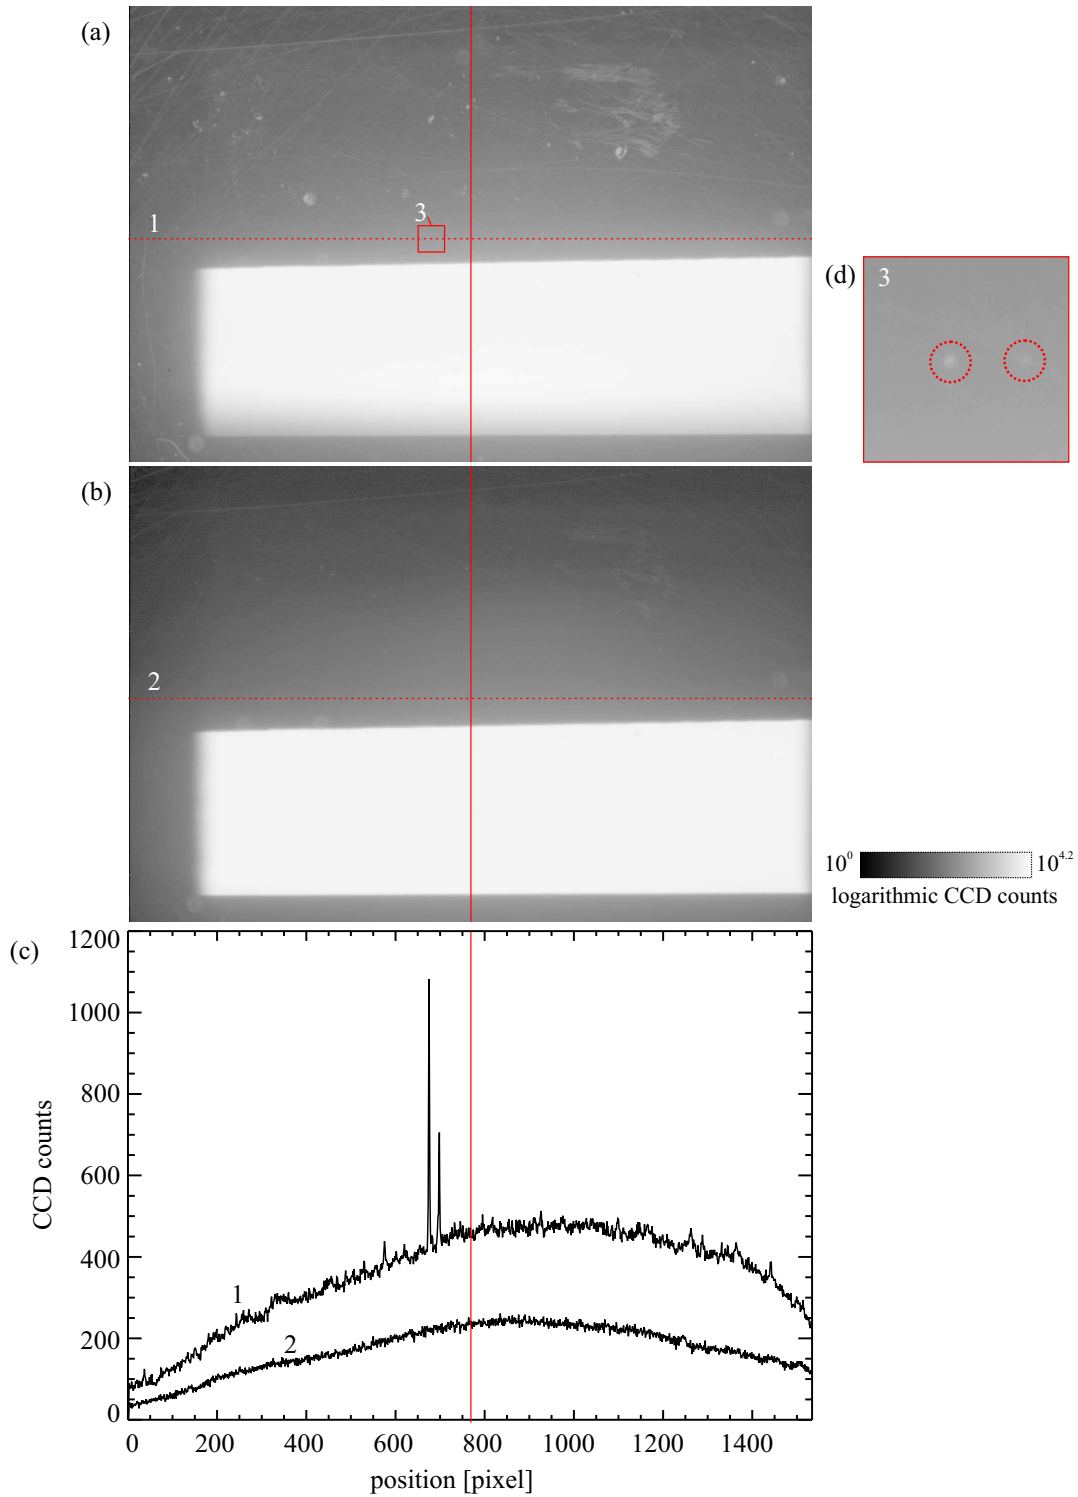 (a)
1
3
(d)
3
(b)
2
10^0
10^4.2
logarithmic CCD counts
(c)
1200
1000
800
600
400
200
0
CCD counts
1
2
0 200 400 600 800 1000 1200 1400
position [pixel]